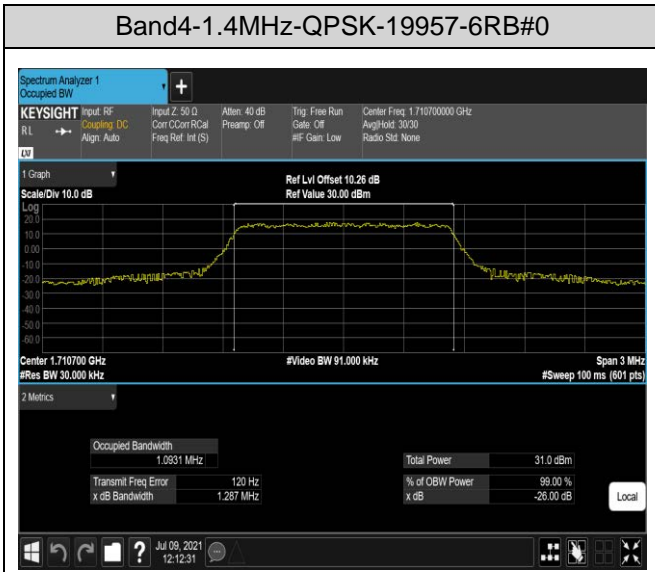 Band4-1.4MHz-QPSK-19957-6RB#0
Spectrum Analyzer 1
Occupied BW
+
KEYSIGHT
RL
LXI
Input: RF
Coupling: DC
Align: Auto
Input Z: 50 Ω
Corr CCorr RCal
Freq Ref: Int (S)
Atten: 40 dB
Preamp: Off
Trig: Free Run
Gate: Off
#IF Gain: Low
Center Freq: 1.710700000 GHz
Avg|Hold: 30/30
Radio Std: None
1 Graph
Scale/Div 10.0 dB
Ref Lvl Offset 10.26 dB
Ref Value 30.00 dBm
Log
20.0
10.0
0.00
-10.0
-20.0
-30.0
-40.0
-50.0
-60.0
Center 1.710700 GHz
#Res BW 30.000 kHz
#Video BW 91.000 kHz
Span 3 MHz
#Sweep 100 ms (601 pts)
2 Metrics
Occupied Bandwidth
1.0931 MHz
Total Power 31.0 dBm
Transmit Freq Error 120 Hz
% of OBW Power 99.00 %
x dB Bandwidth 1.287 MHz
x dB -26.00 dB
Local
?
Jul 09, 2021
12:12:31